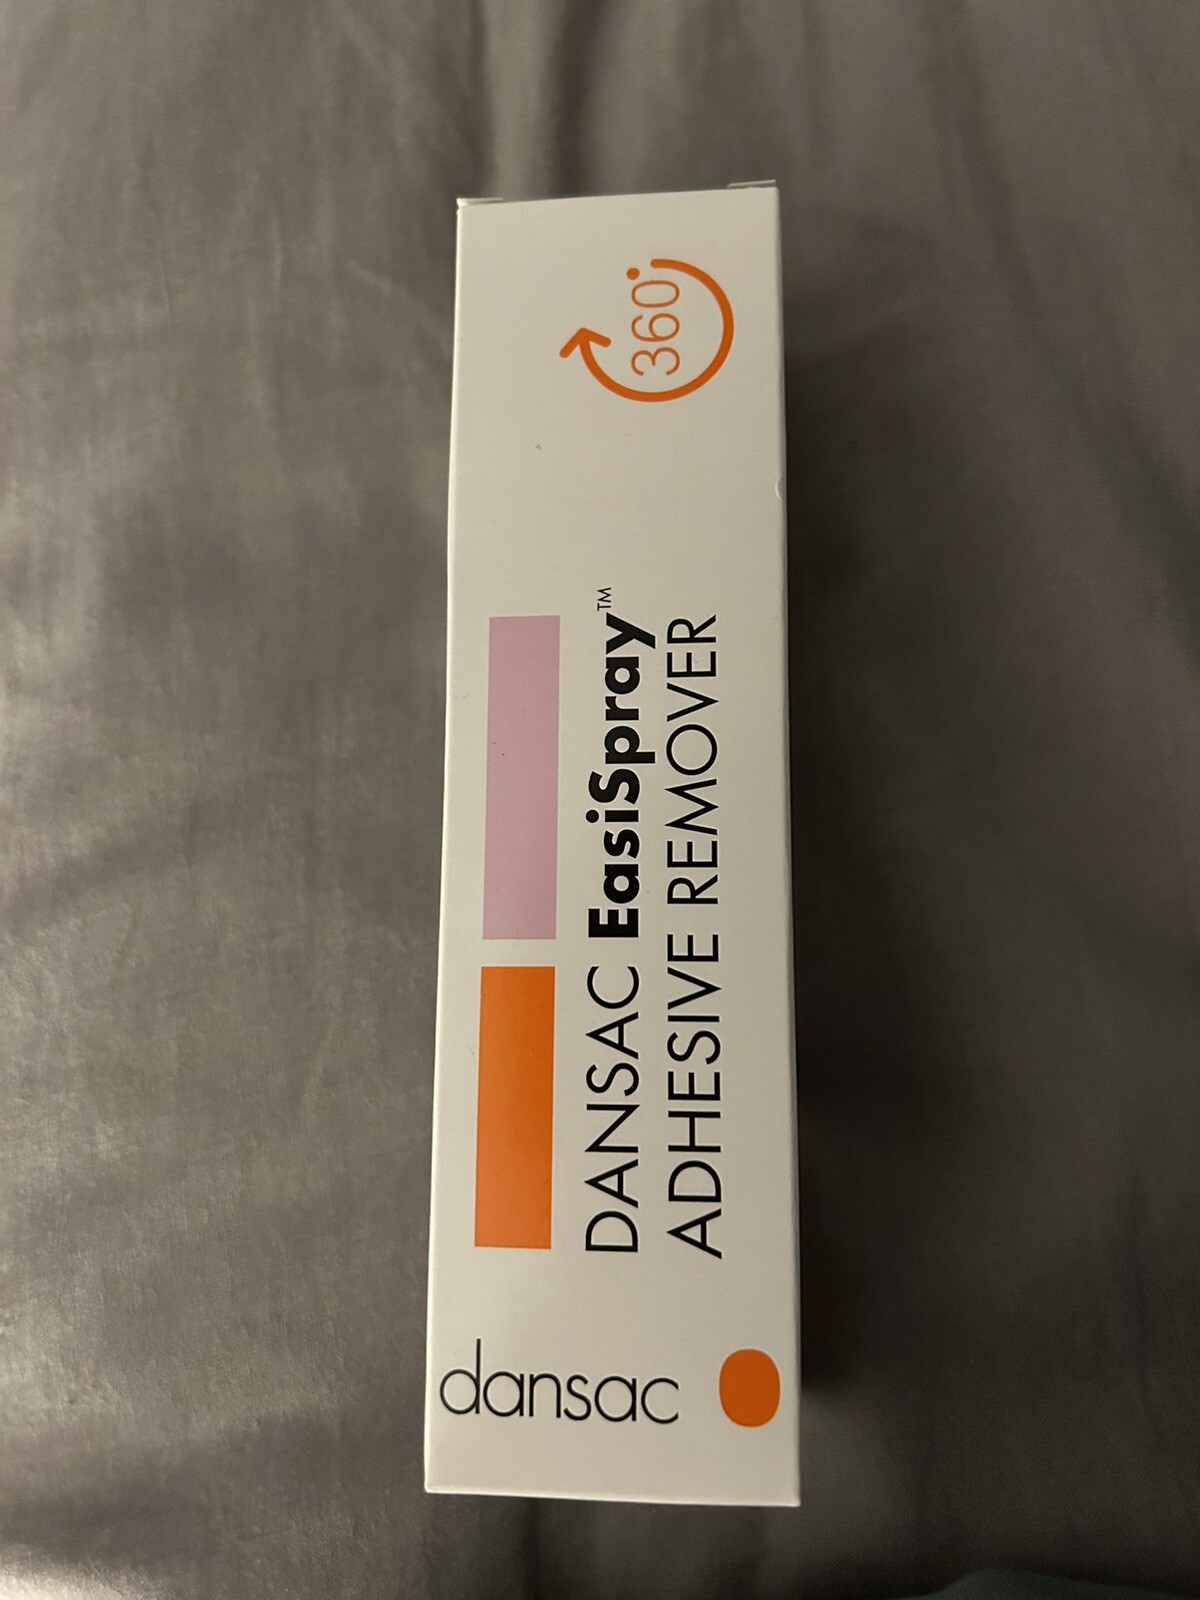 dansac
DANSAC EasiSpray™
ADHESIVE REMOVER
360°